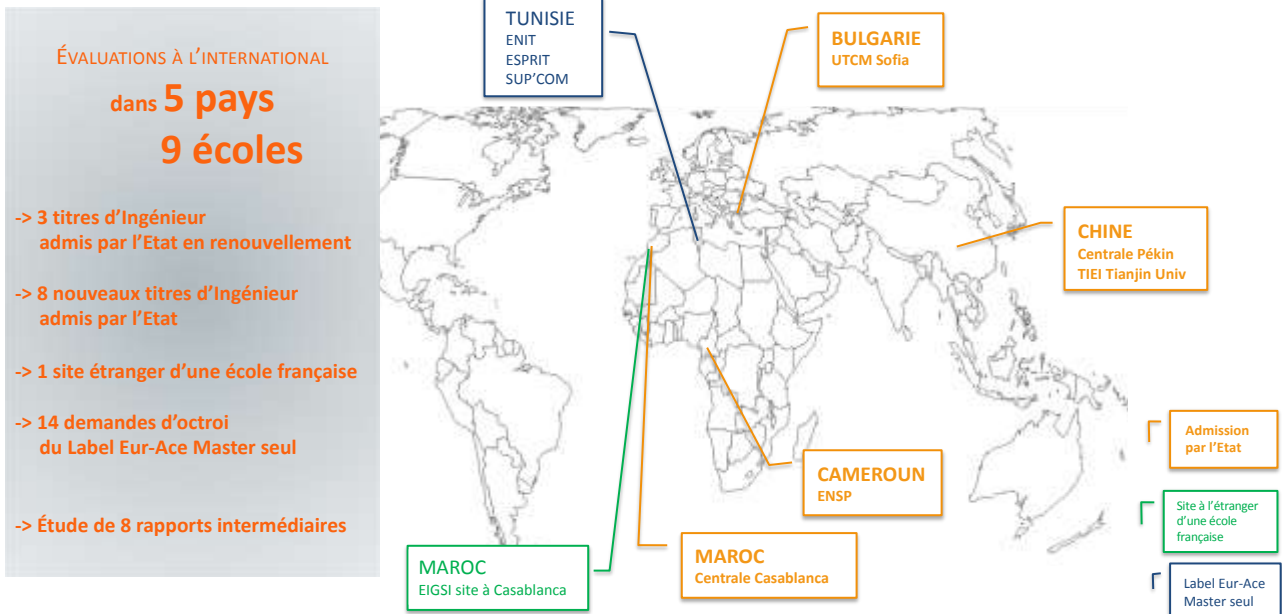 ÉVALUATIONS À L'INTERNATIONAL
dans 5 pays
9 écoles
-> 3 titres d'Ingénieur
admis par l'Etat en renouvellement
-> 8 nouveaux titres d'Ingénieur
admis par l'Etat
-> 1 site étranger d'une école française
-> 14 demandes d'octroi
du Label Eur-Ace Master seul
-> Étude de 8 rapports intermédiaires
TUNISIE
ENIT
ESPRIT
SUP'COM
BULGARIE
UTCM Sofia
CHINE
Centrale Pékin
TIEI Tianjin Univ
CAMEROUN
ENSP
MAROC
Centrale Casablanca
MAROC
EIGSI site à Casablanca
Admission
par l'Etat
Site à l'étranger
d'une école
française
Label Eur-Ace
Master seul